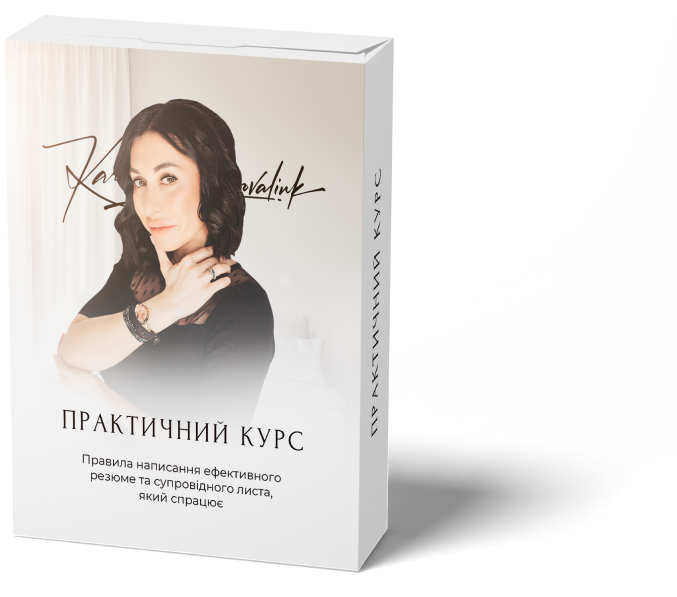 ПРАКТИЧНИЙ КУРС
Правила написання ефективного
резюме та супровідного листа,
який спрацює
ПРАКТИЧНИЙ КУРС